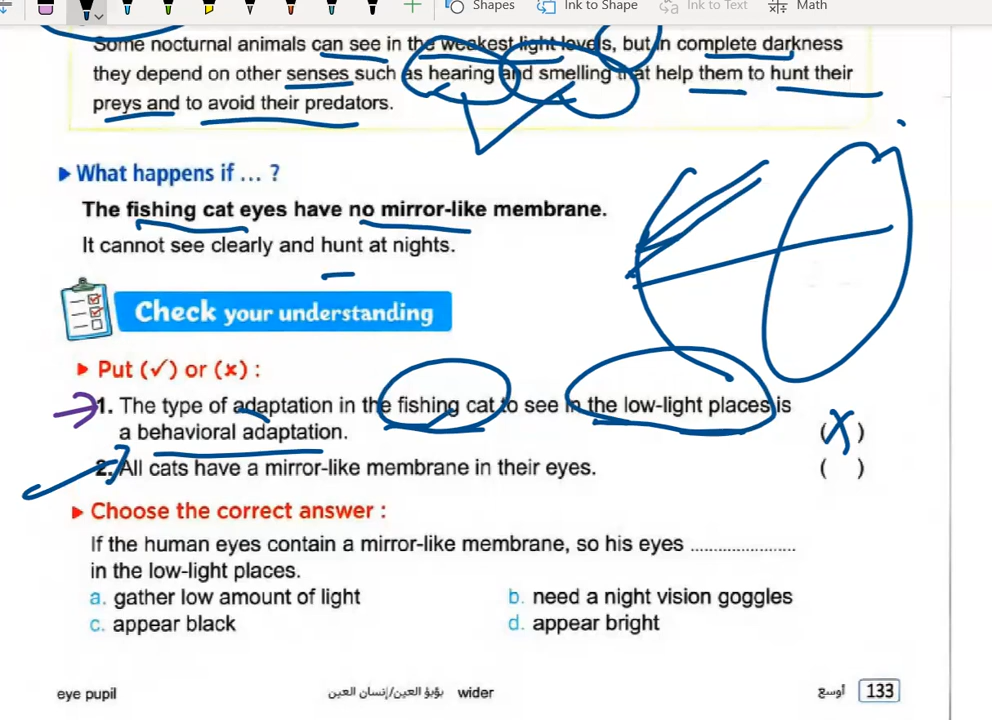 Shapes Ink to Shape Ink to Text Math
Some nocturnal animals can see in the weakest light levels, but in complete darkness
they depend on other senses such as hearing and smelling that help them to hunt their
preys and to avoid their predators.
What happens if ... ?
The fishing cat eyes have no mirror-like membrane.
It cannot see clearly and hunt at nights.
Check your understanding
Put (✓) or (×) :
1. The type of adaptation in the fishing cat to see in the low-light places is
a behavioral adaptation. (X)
2. All cats have a mirror-like membrane in their eyes. ( )
Choose the correct answer :
If the human eyes contain a mirror-like membrane, so his eyes ........................
in the low-light places.
a. gather low amount of light b. need a night vision goggles
c. appear black d. appear bright
eye pupil بؤبؤ العين/إنسان العين wider أوسع 133